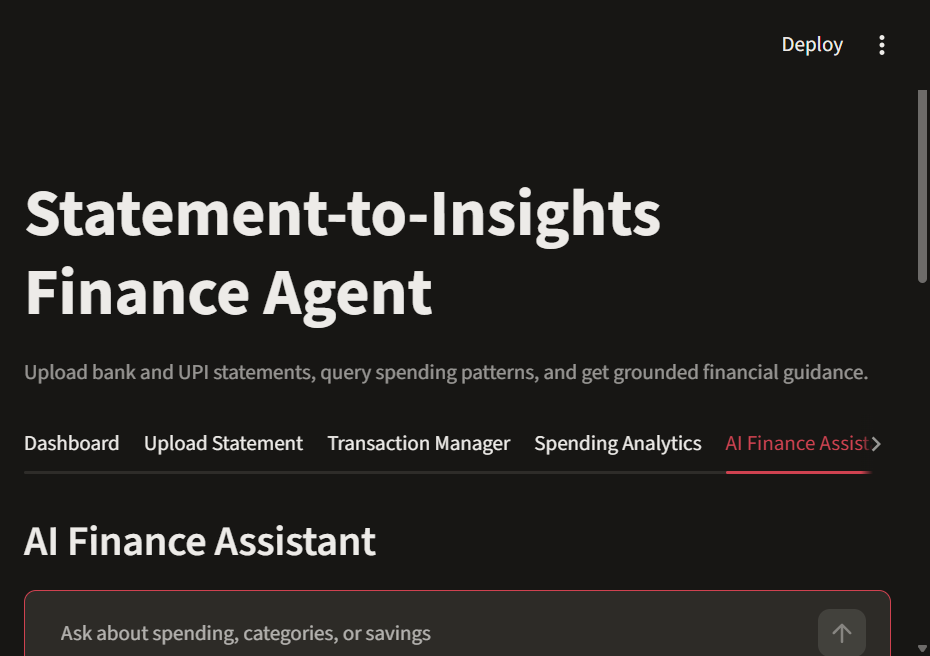 Deploy
Statement-to-Insights
Finance Agent
Upload bank and UPI statements, query spending patterns, and get grounded financial guidance.
Dashboard Upload Statement Transaction Manager Spending Analytics AI Finance Assist
AI Finance Assistant
Ask about spending, categories, or savings